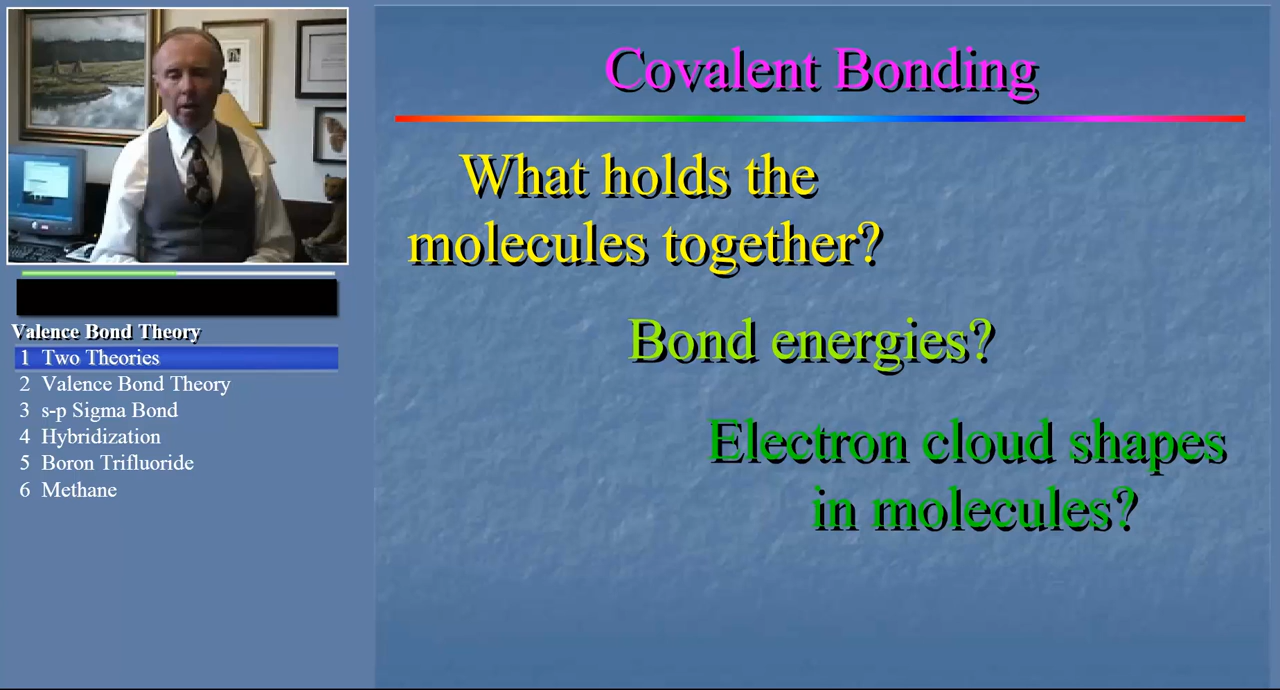 Covalent Bonding
What holds the
molecules together?
Bond energies?
Electron cloud shapes
in molecules?
Valence Bond Theory
1 Two Theories
2 Valence Bond Theory
3 s-p Sigma Bond
4 Hybridization
5 Boron Trifluoride
6 Methane